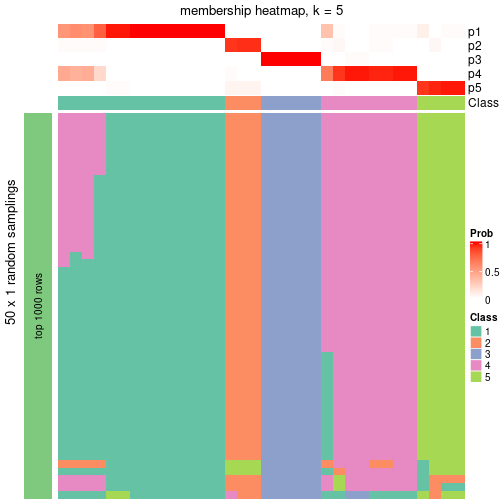 membership heatmap, k = 5
p1
p2
p3
p4
p5
Class
50 x 1 random samplings
top 1000 rows
Prob
1
0.5
0
Class
1
2
3
4
5